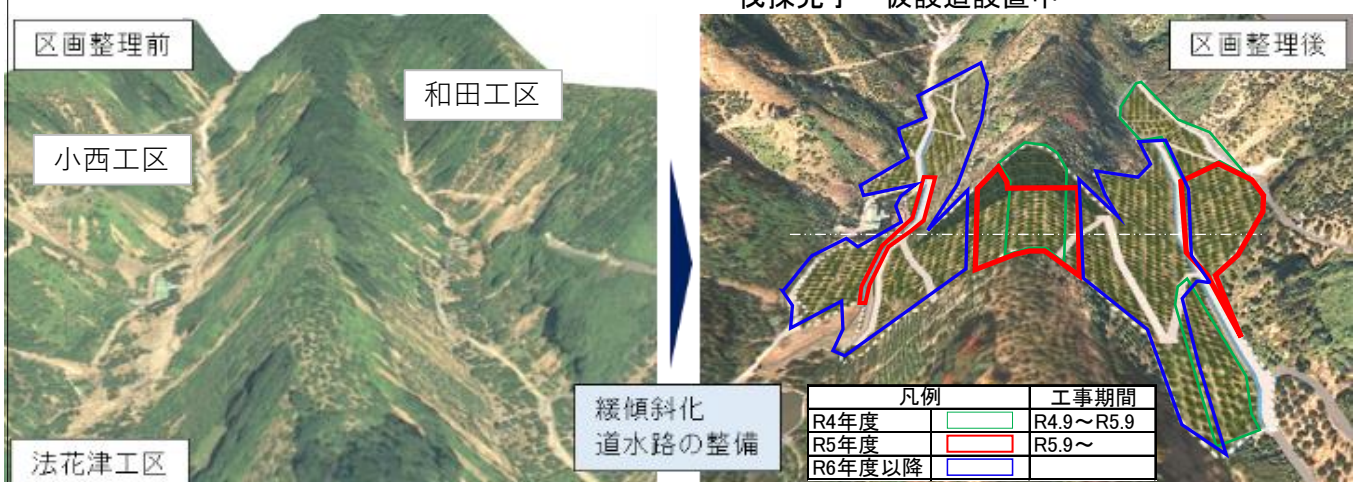 伐採完了 仮設道設置中
区画整理前
和田工区
小西工区
法花津工区
緩傾斜化
道水路の整備
区画整理後
凡例 工事期間
R4年度 R4.9～R5.9
R5年度 R5.9～
R6年度以降